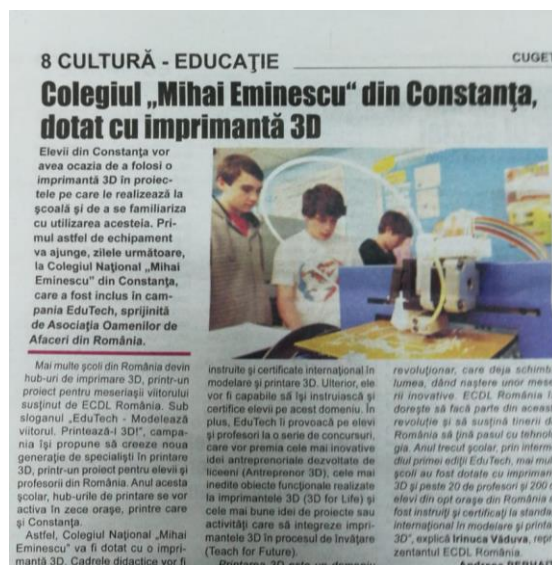 8 CULTURĂ - EDUCAŢIE
CUGET
Colegiul „Mihai Eminescu“ din Constanţa,
dotat cu imprimantă 3D
Elevii din Constanţa vor
avea ocazia de a folosi o
imprimantă 3D în proiec-
tele pe care le realizează la
şcoală şi de a se familiariza
cu utilizarea acesteia. Pri-
mul astfel de echipament
va ajunge, zilele următoare,
la Colegiul Naţional „Mihai
Eminescu” din Constanţa,
care a fost inclus în cam-
pania EduTech, sprijinită
de Asociaţia Oamenilor de
Afaceri din România.
Mai multe şcoli din România devin
hub-uri de imprimare 3D, printr-un
proiect pentru meseriaşii viitorului
susţinut de ECDL România. Sub
sloganul „EduTech - Modelează
viitorul. Printează-l 3D!”, campa-
nia îşi propune să creeze noua
generaţie de specialişti în printare
3D, printr-un proiect pentru elevii şi
profesorii din România. Anul acesta
şcolar, hub-urile de printare se vor
activa în zece oraşe, printre care
şi Constanţa.
Astfel, Colegiul Naţional „Mihai
Eminescu” va fi dotat cu o impri-
mantă 3D. Cadrele didactice vor fi
instruite şi certificate internaţional în
modelare şi printare 3D. Ulterior, ele
vor fi capabile să îşi instruiască şi
certifice elevii pe acest domeniu. În
plus, EduTech îi provoacă pe elevi
şi profesori la o serie de concursuri,
care vor premia cele mai inovative
idei antreprenoriale dezvoltate de
liceeni (Antreprenor 3D), cele mai
inedite obiecte funcţionale realizate
la imprimantele 3D (3D for Life) şi
cele mai bune idei de proiecte sau
activităţi care să integreze impri-
mantele 3D în procesul de învăţare
(Teach for Future).
Printarea 3D este un domeniu
revoluţionar, care deja schimb
lumea, dând naştere unor mese
rii inovative. ECDL România î
doreşte să facă parte din aceas
revoluţie şi să susţină tinerii d
România să ţină pasul cu tehnolo
gia. Anul trecut şcolar, prin interme
diul primei ediţii EduTech, mai mul
şcoli au fost dotate cu impriman
3D şi peste 20 de profesori şi 200 d
elevi din opt oraşe din România a
fost instruiţi şi certificaţi la standa
internaţional în modelare şi printar
3D”, explică Irinuca Văduva, repr
zentantul ECDL România.